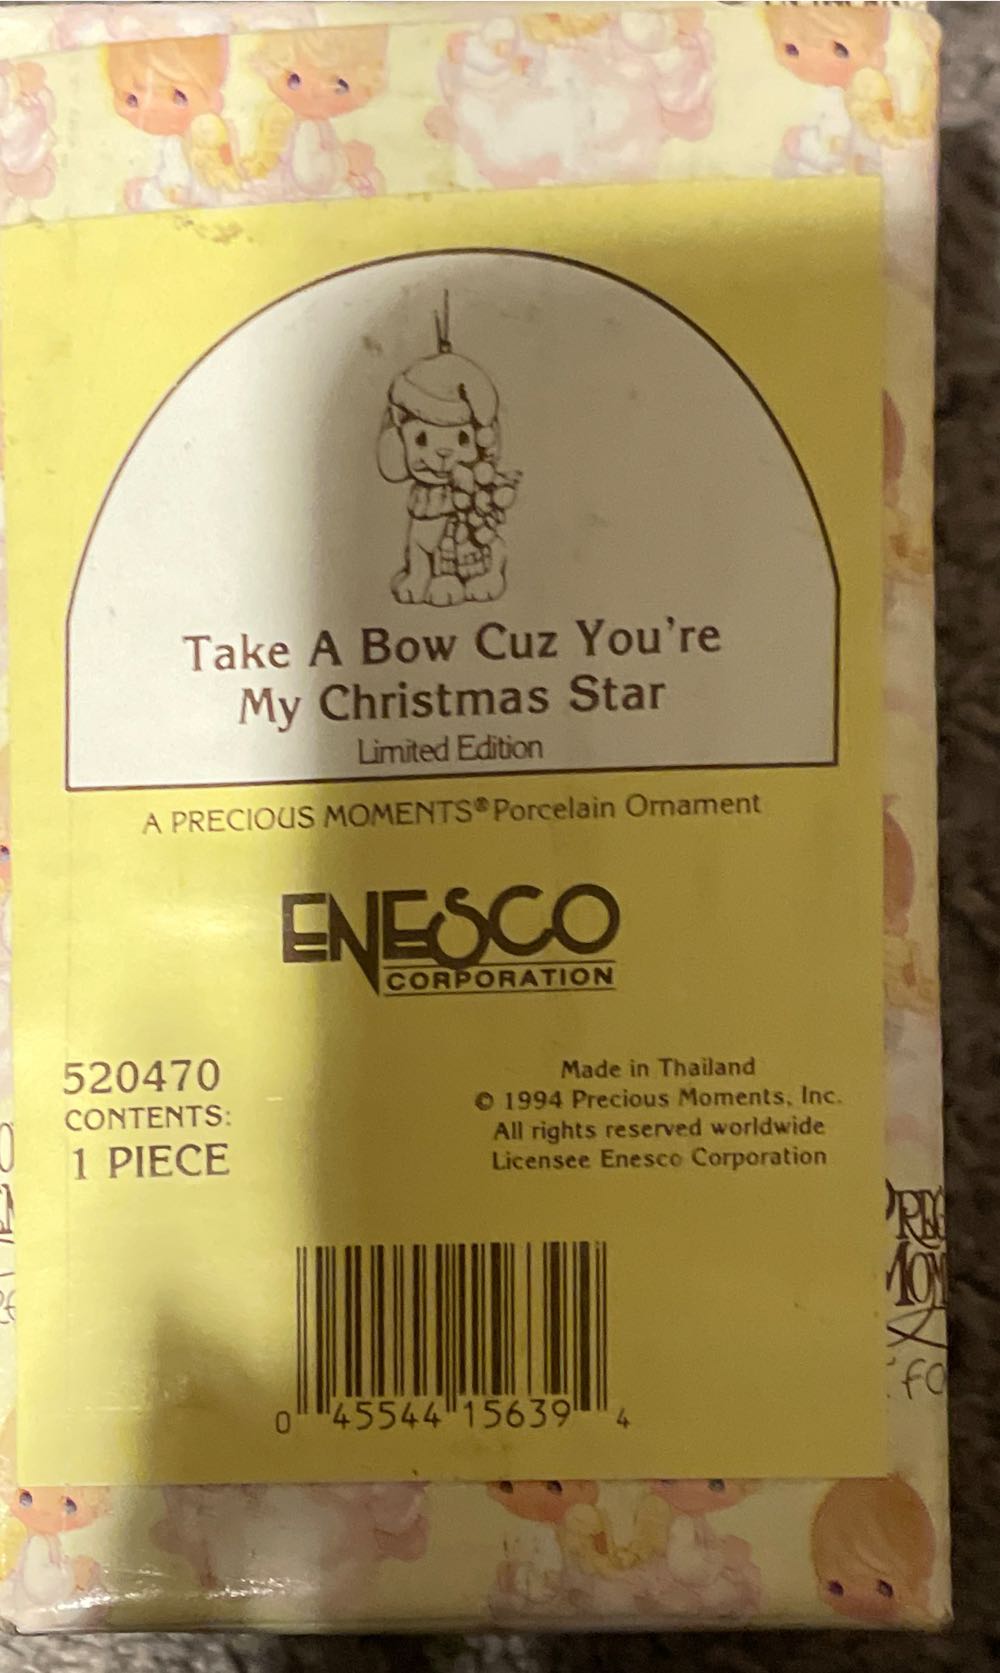 Take A Bow Cuz You're
My Christmas Star
Limited Edition
A PRECIOUS MOMENTS® Porcelain Ornament
ENESCO
CORPORATION
520470
CONTENTS:
1 PIECE
Made in Thailand
© 1994 Precious Moments, Inc.
All rights reserved worldwide
Licensee Enesco Corporation
0 45544 15639 4